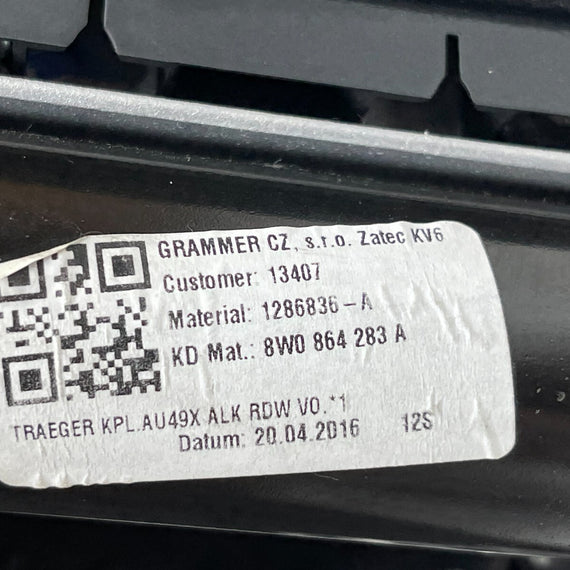 GRAMMER CZ, s.r.o. Zatec KV6
Customer: 13407
Material: 1286836-A
KD Mat.: 8W0 864 283 A
TRAEGER KPL.AU49X ALK RDW V0.*1
Datum: 20.04.2016 12S